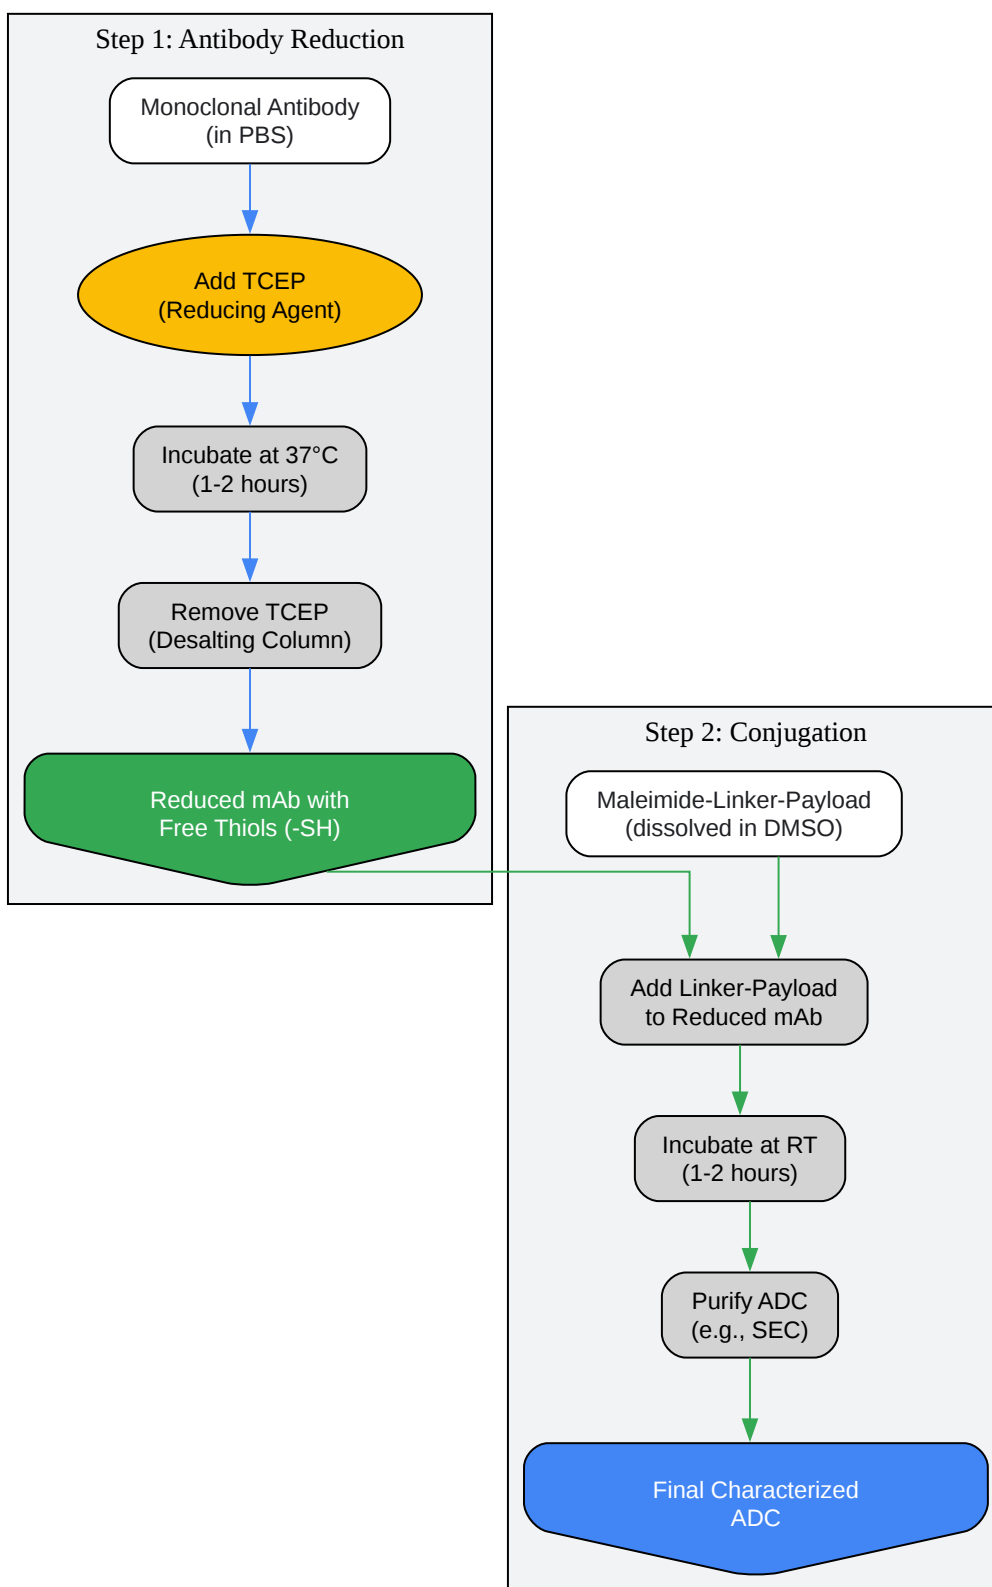 Step 1: Antibody Reduction
Monoclonal Antibody
(in PBS)
Add TCEP
(Reducing Agent)
Incubate at 37°C
(1-2 hours)
Remove TCEP
(Desalting Column)
Reduced mAb with
Free Thiols (-SH)
Step 2: Conjugation
Maleimide-Linker-Payload
(dissolved in DMSO)
Add Linker-Payload
to Reduced mAb
Incubate at RT
(1-2 hours)
Purify ADC
(e.g., SEC)
Final Characterized
ADC